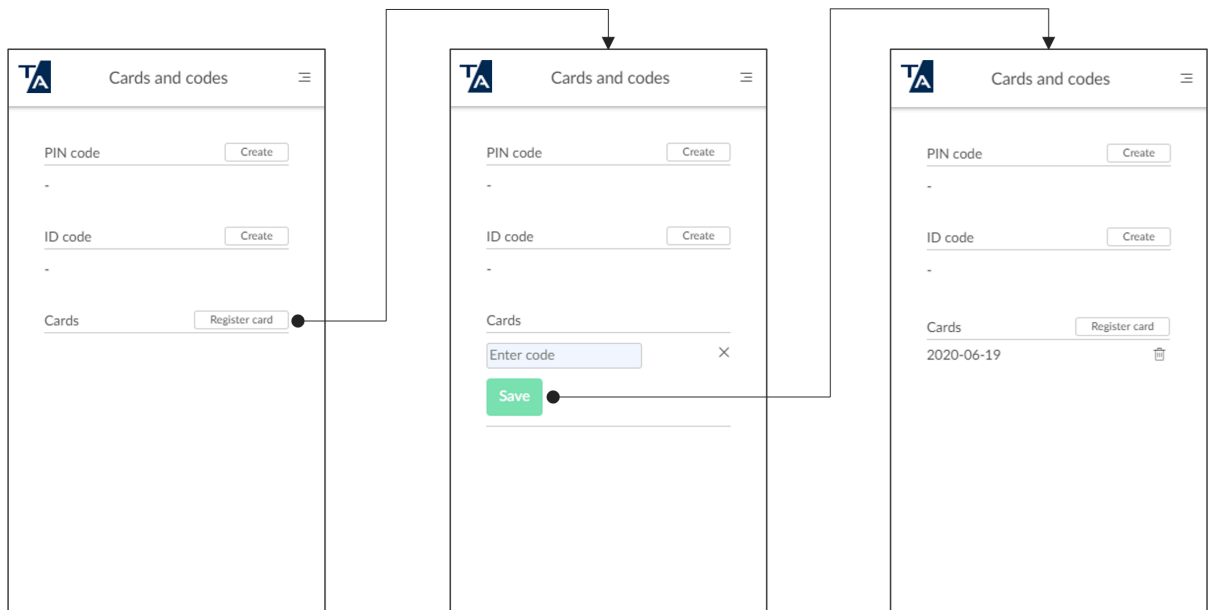 TA Cards and codes
PIN code Create
-
ID code Create
-
Cards Register card
TA Cards and codes
PIN code Create
-
ID code Create
-
Cards
Enter code
Save
TA Cards and codes
PIN code Create
-
ID code Create
-
Cards Register card
2020-06-19